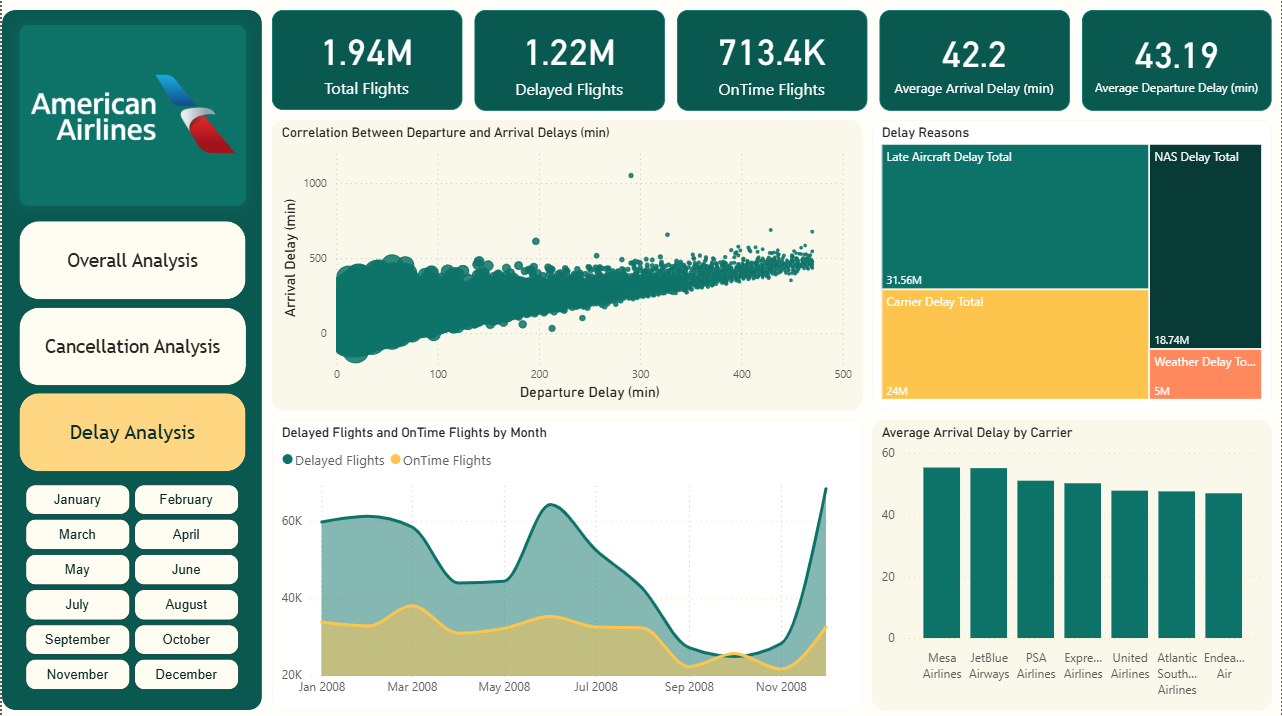 American
Airlines
Overall Analysis
Cancellation Analysis
Delay Analysis
January
February
March
April
May
June
July
August
September
October
November
December
1.94M
Total Flights
1.22M
Delayed Flights
713.4K
OnTime Flights
42.2
Average Arrival Delay (min)
43.19
Average Departure Delay (min)
Correlation Between Departure and Arrival Delays (min)
Arrival Delay (min)
1000
500
0
0
100
200
300
400
500
Departure Delay (min)
Delay Reasons
Late Aircraft Delay Total
31.56M
Carrier Delay Total
24M
NAS Delay Total
18.74M
Weather Delay To...
5M
Delayed Flights and OnTime Flights by Month
Delayed Flights
OnTime Flights
60K
40K
20K
Jan 2008
Mar 2008
May 2008
Jul 2008
Sep 2008
Nov 2008
Average Arrival Delay by Carrier
60
40
20
0
Mesa
Airlines
JetBlue
Airways
PSA
Airlines
Expre...
Airlines
United
Airlines
Atlantic
South...
Airlines
Endea...
Air